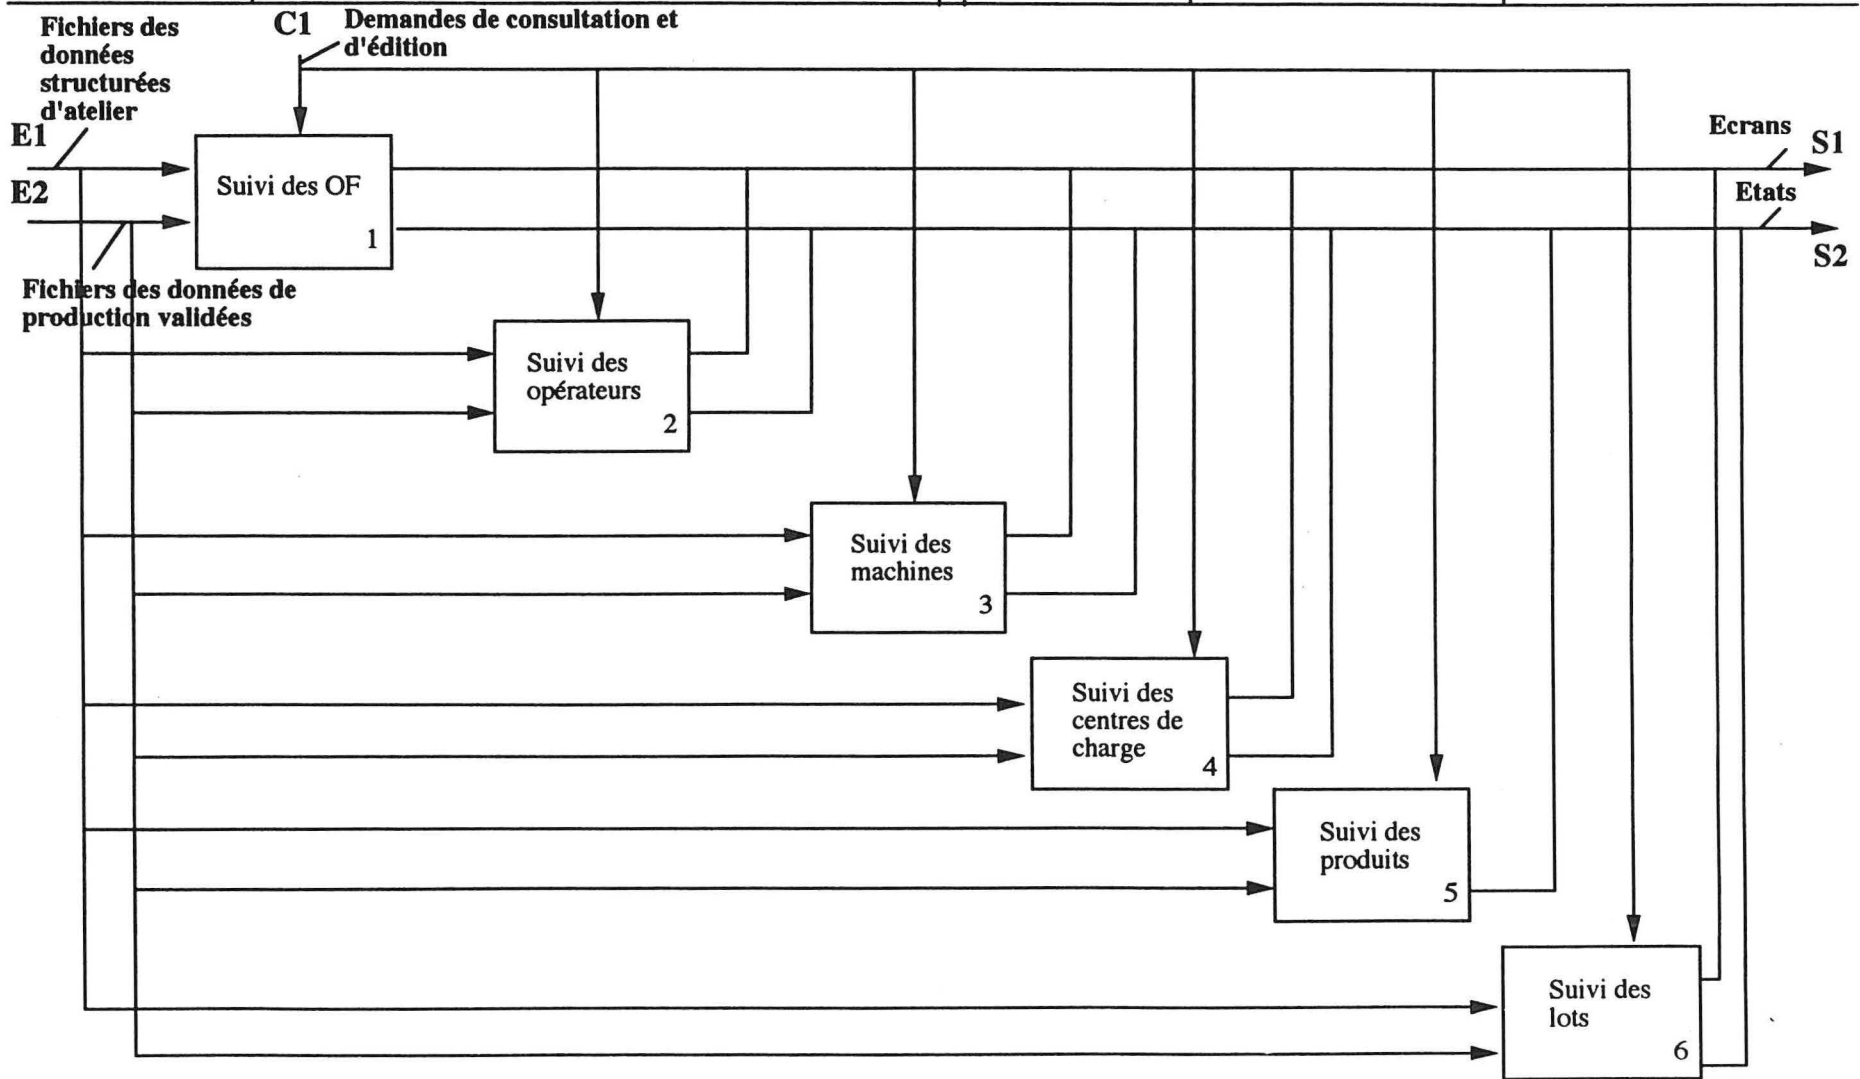 C1
Demandes de consultation et
d'édition
Fichiers des
données
structurées
d'atelier
E1
E2
Ecrans
S1
Etats
S2
Suivi des OF
1
Fichiers des données de
production validées
Suivi des
opérateurs
2
Suivi des
machines
3
Suivi des
centres de
charge
4
Suivi des
produits
5
Suivi des
lots
6